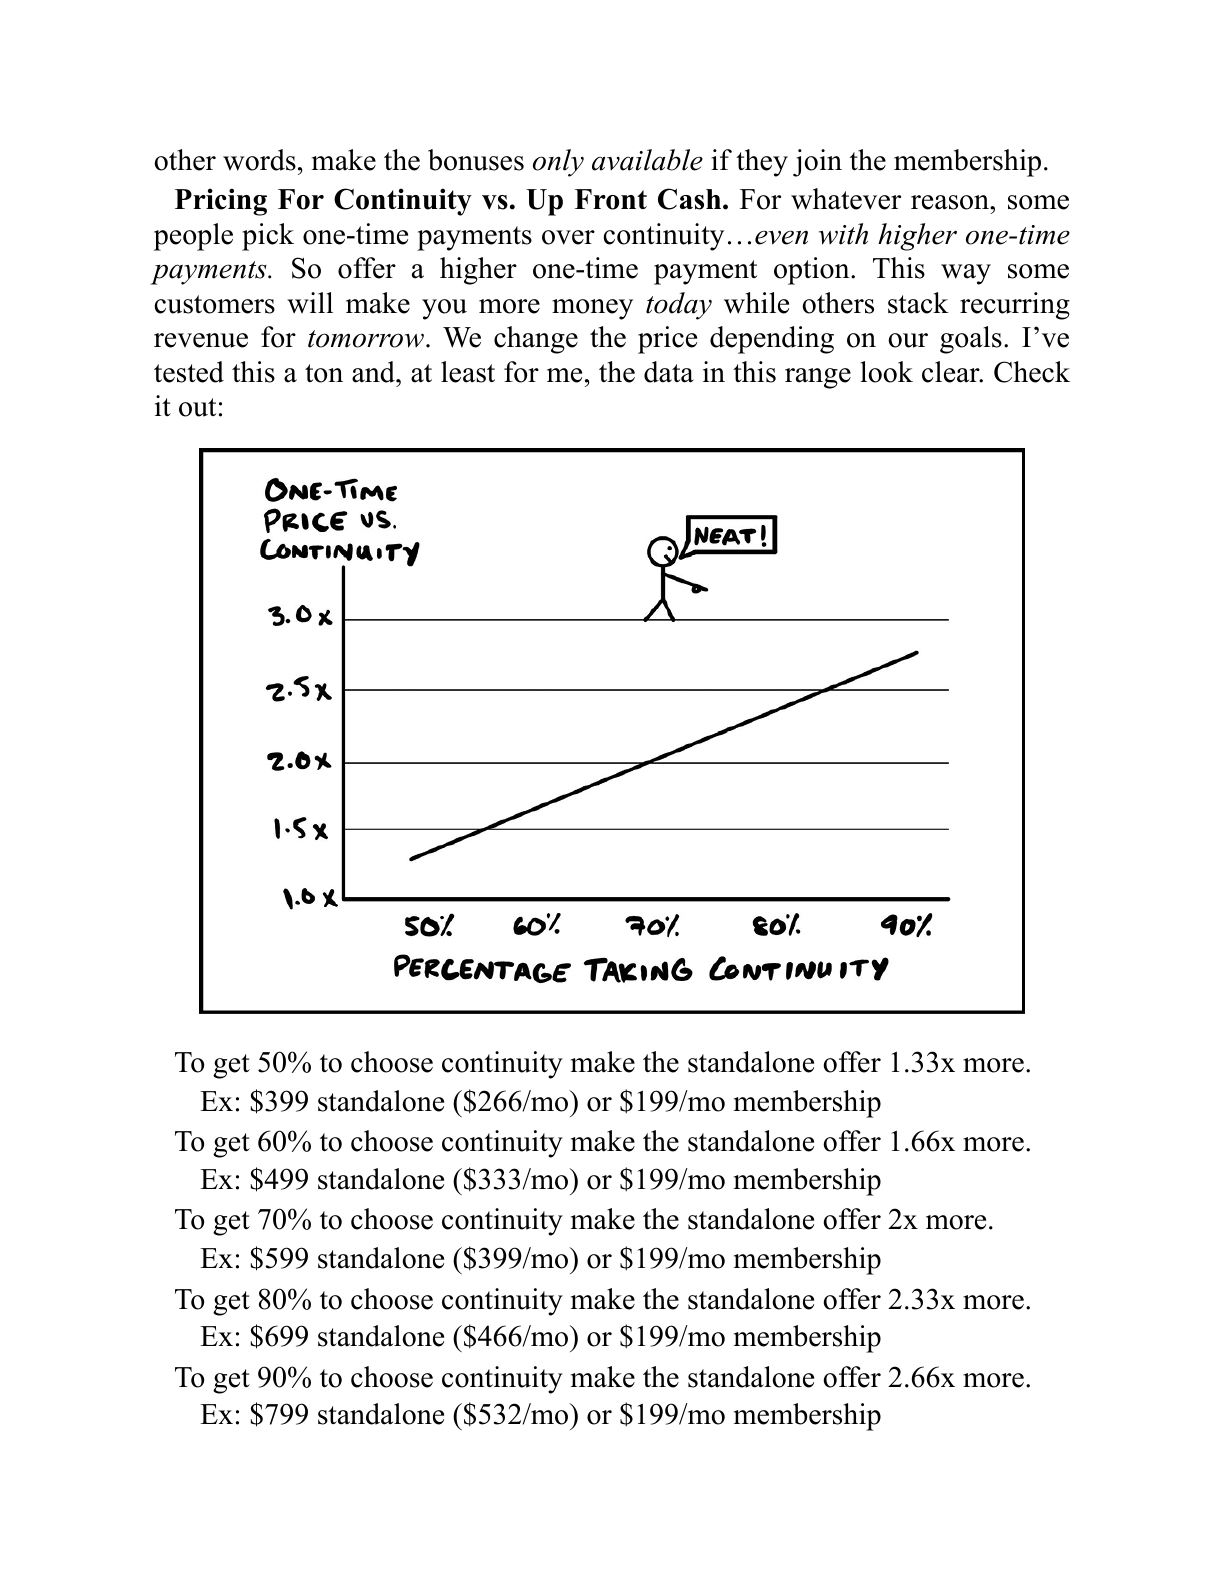 other words, make the bonuses only available if they join the membership.
Pricing For Continuity vs. Up Front Cash. For whatever reason, some
people pick one-time payments over continuity…even with higher one-time
payments. So offer a higher one-time payment option. This way some
customers will make you more money today while others stack recurring
revenue for tomorrow. We change the price depending on our goals. I’ve
tested this a ton and, at least for me, the data in this range look clear. Check
it out:
ONE-TIME
PRICE VS.
CONTINUITY
NEAT!
3.0x
2.5x
2.0x
1.5x
1.0x
50% 60% 70% 80% 90%
PERCENTAGE TAKING CONTINUITY
To get 50% to choose continuity make the standalone offer 1.33x more.
Ex: $399 standalone ($266/mo) or $199/mo membership
To get 60% to choose continuity make the standalone offer 1.66x more.
Ex: $499 standalone ($333/mo) or $199/mo membership
To get 70% to choose continuity make the standalone offer 2x more.
Ex: $599 standalone ($399/mo) or $199/mo membership
To get 80% to choose continuity make the standalone offer 2.33x more.
Ex: $699 standalone ($466/mo) or $199/mo membership
To get 90% to choose continuity make the standalone offer 2.66x more.
Ex: $799 standalone ($532/mo) or $199/mo membership